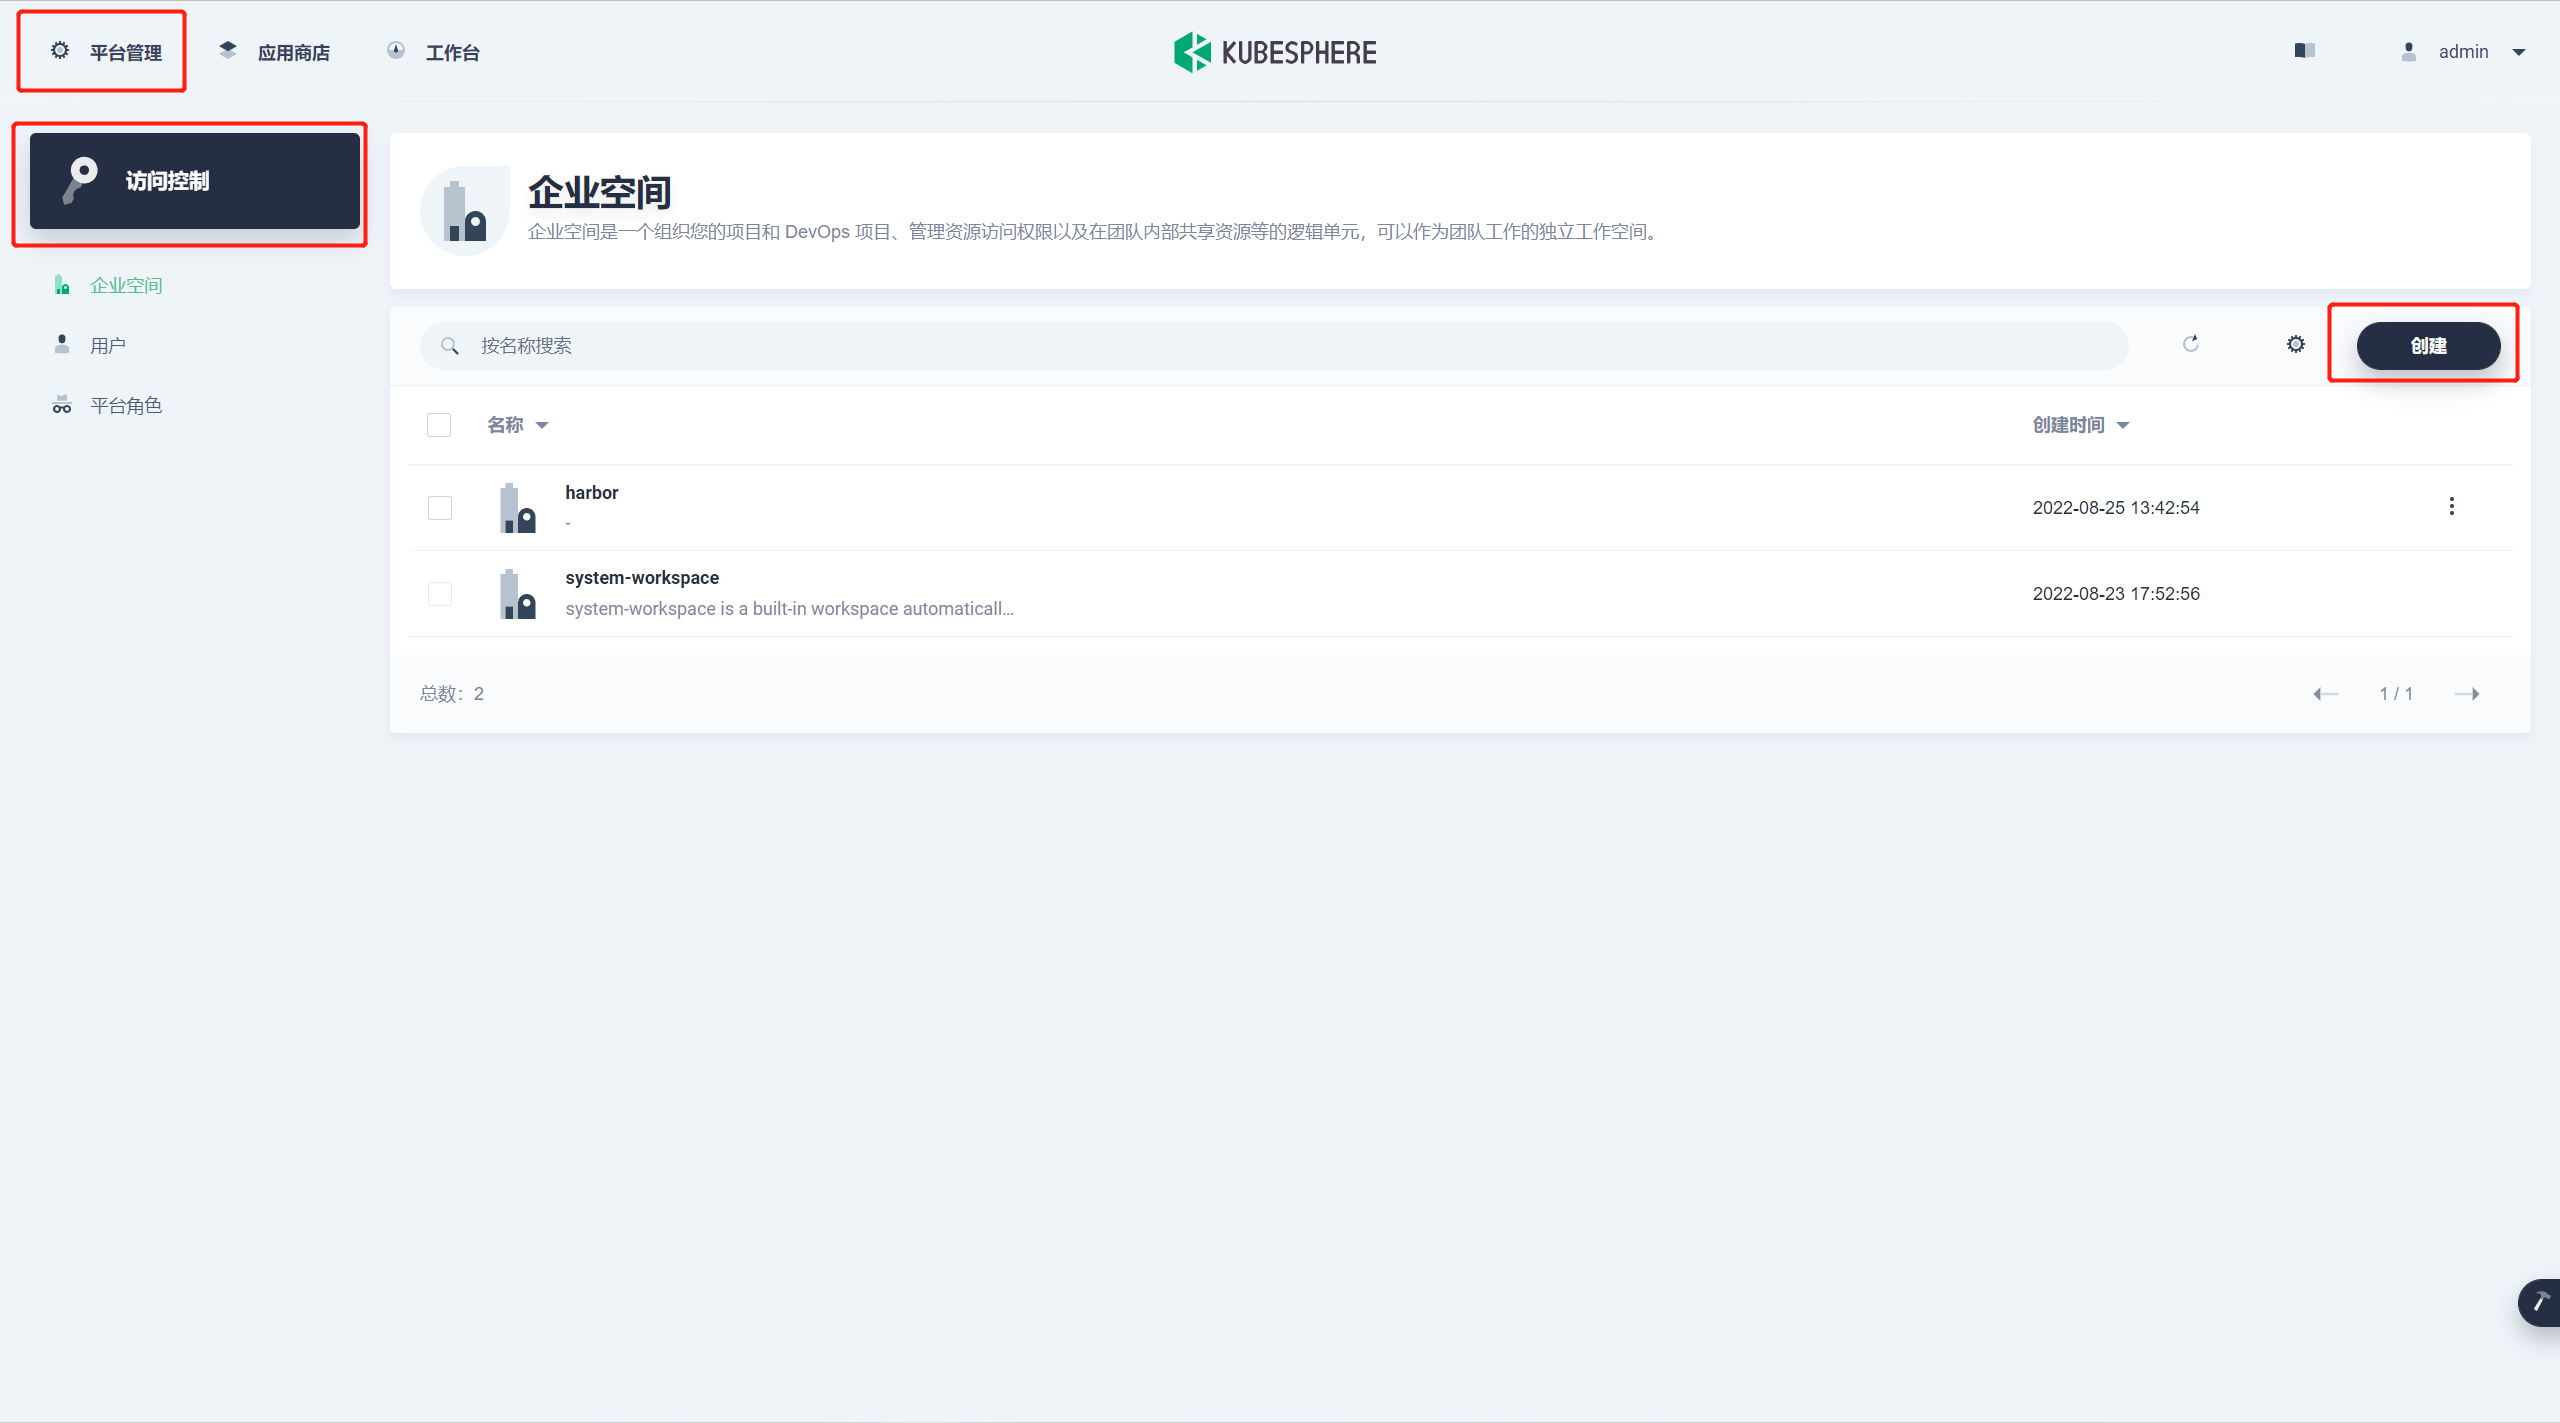 平台管理
应用商店
工作台
KUBESPHERE
admin
访问控制
企业空间
用户
平台角色
企业空间
企业空间是一个组织您的项目和 DevOps 项目、管理资源访问权限以及在团队内部共享资源等的逻辑单元，可以作为团队工作的独立工作空间。
按名称搜索
创建
名称
创建时间
harbor
-
2022-08-25 13:42:54
system-workspace
system-workspace is a built-in workspace automaticall...
2022-08-23 17:52:56
总数：2
1 / 1